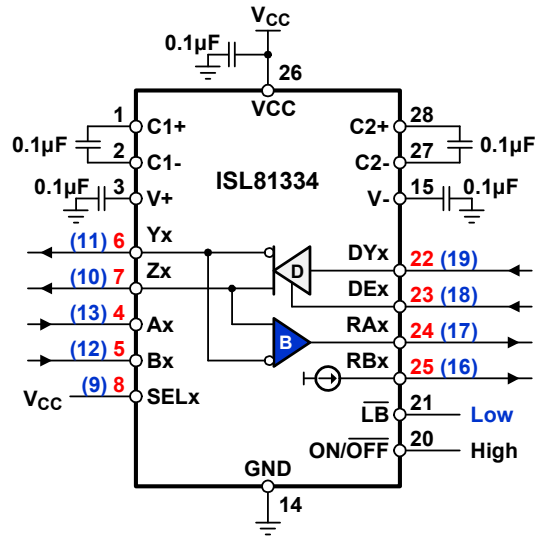 VCC
0.1µF
26
VCC
1 C1+ C2+ 28
0.1µF 0.1µF
2 C1- C2- 27
ISL81334
0.1µF 3 V+ V- 15 0.1µF
(11) 6 Yx DYx 22 (19)
D
(10) 7 Zx DEx 23 (18)
(13) 4 Ax RAx 24 (17)
B
(12) 5 Bx RBx 25 (16)
VCC (9) 8 SELx
LB 21 Low
ON/OFF 20 High
GND
14